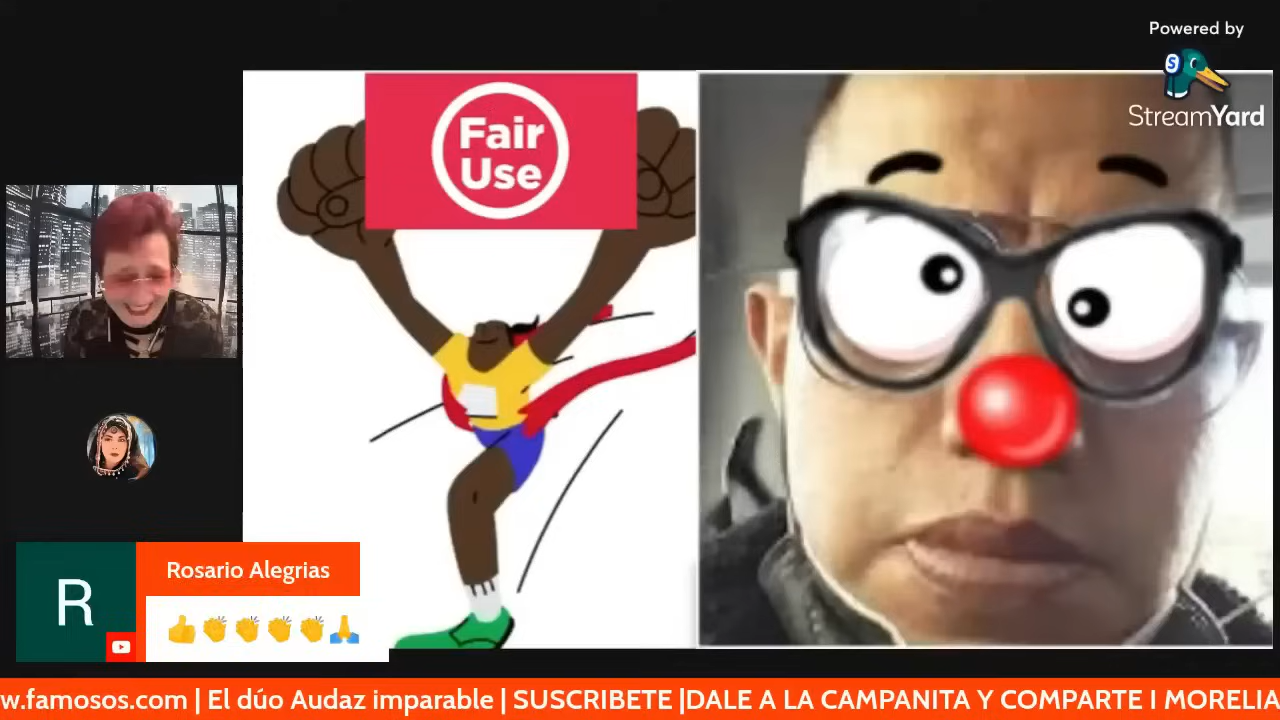 Powered by
StreamYard
Fair
Use
R
Rosario Alegrias
w.famosos.com | El dúo Audaz imparable | SUSCRIBETE |DALE A LA CAMPANITA Y COMPARTE I MORELIA